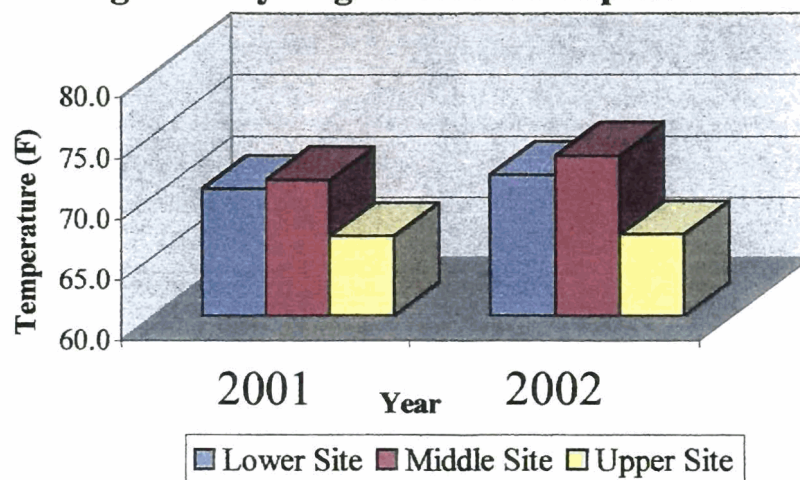 80.0
75.0
70.0
65.0
60.0
Temperature (F)
2001
2002
Year
Lower Site
Middle Site
Upper Site